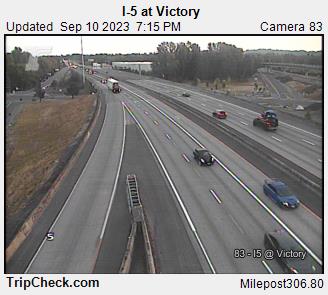 I-5 at Victory
Updated Sep 10 2023 7:15 PM Camera 83
5
83 - I5 @ Victory
TripCheck.com Milepost306.80